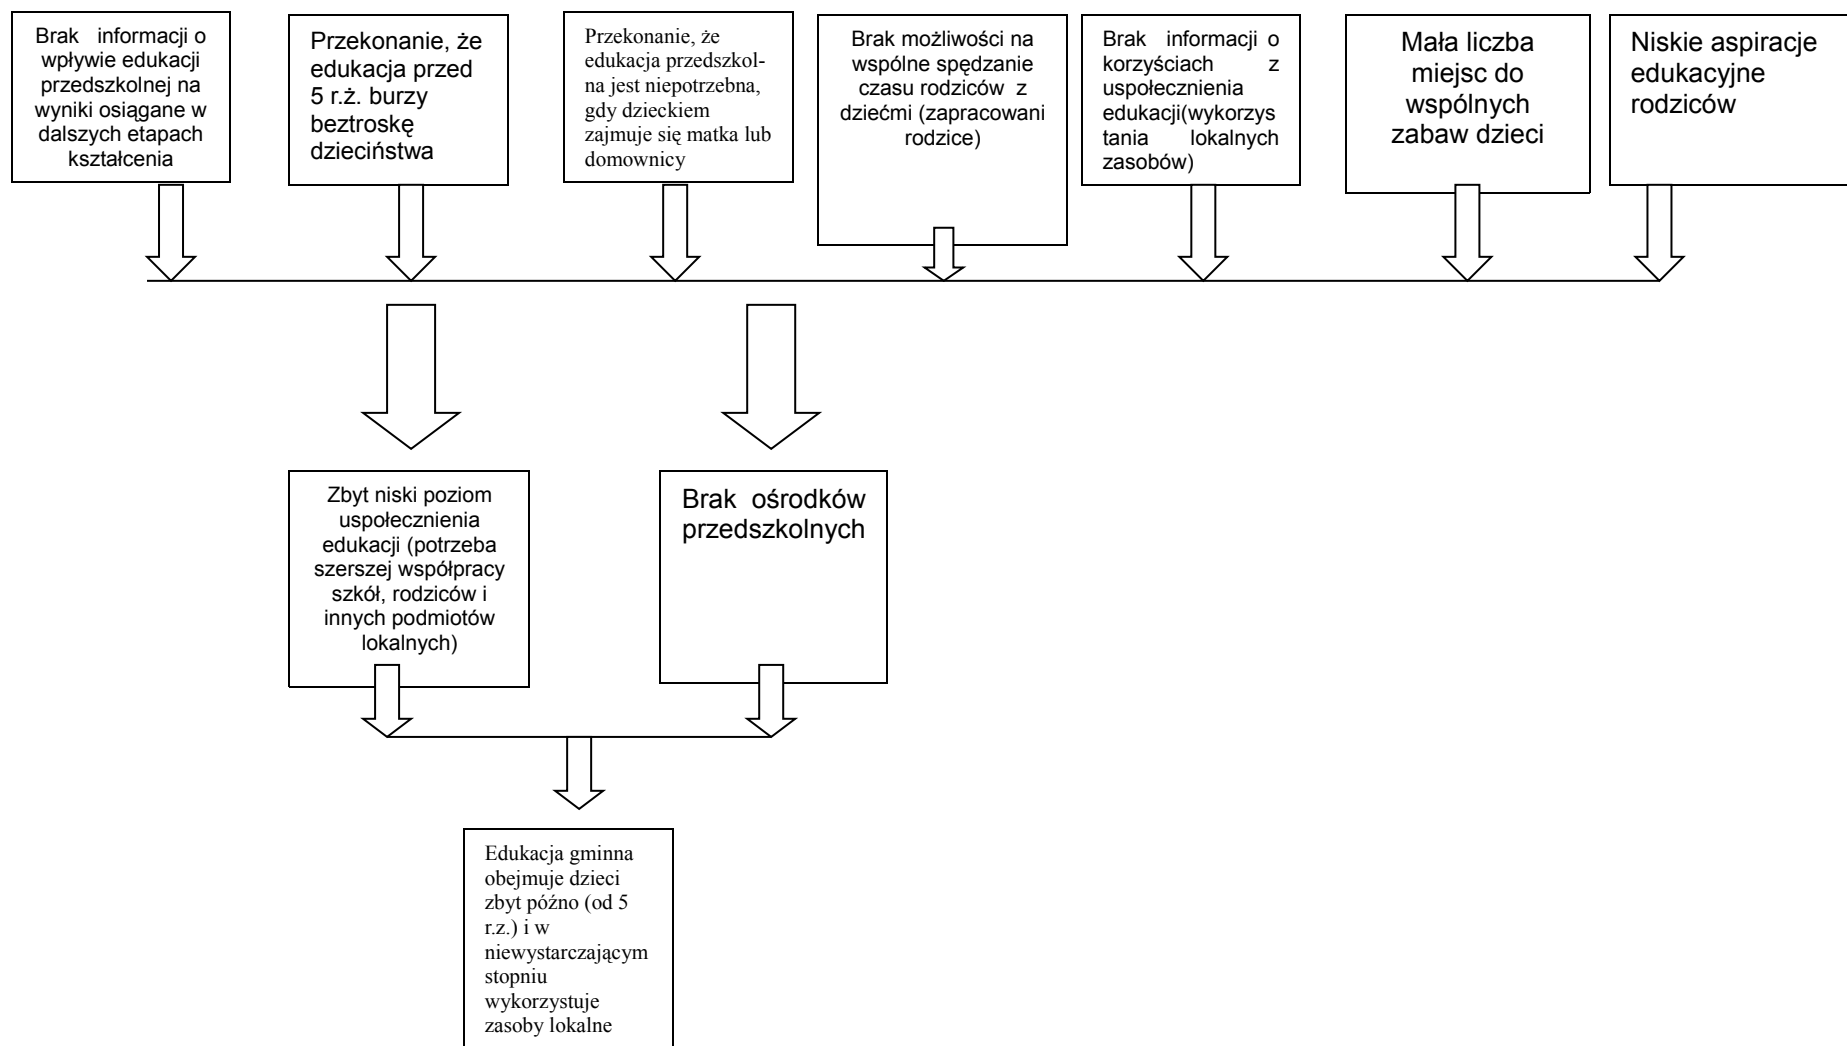 Brak informacji o
wpływie edukacji
przedszkolnej na
wyniki osiągane w
dalszych etapach
kształcenia
Przekonanie, że
edukacja przed
5 r.ż. burzy
beztroskę
dzieciństwa
Przekonanie, że
edukacja przedszkol-
na jest niepotrzebna,
gdy dzieckiem
zajmuje się matka lub
domownicy
Brak możliwości na
wspólne spędzanie
czasu rodziców z
dziećmi (zapracowani
rodzice)
Brak informacji o
korzyściach z
uspołecznienia
edukacji(wykorzys
tania lokalnych
zasobów)
Mała liczba
miejsc do
wspólnych
zabaw dzieci
Niskie aspiracje
edukacyjne
rodziców
Zbyt niski poziom
uspołecznienia
edukacji (potrzeba
szerszej współpracy
szkół, rodziców i
innych podmiotów
lokalnych)
Brak ośrodków
przedszkolnych
Edukacja gminna
obejmuje dzieci
zbyt późno (od 5
r.z.) i w
niewystarczającym
stopniu
wykorzystuje
zasoby lokalne